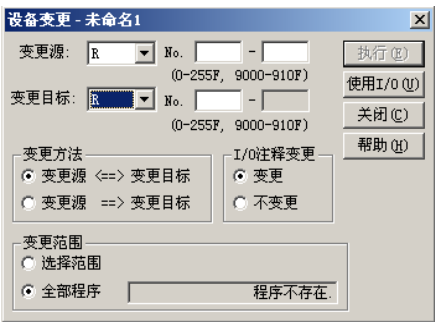 设备变更 - 未命名1
变更源: R No. - 执行(E)
(0-255F, 9000-910F)
使用I/O(U)
变更目标: R No. -
(0-255F, 9000-910F)
关闭(C)
帮助(H)
变更方法 I/O注释变更
变更源 <==> 变更目标 变更
变更源 ==> 变更目标 不变更
变更范围
选择范围
全部程序 程序不存在.